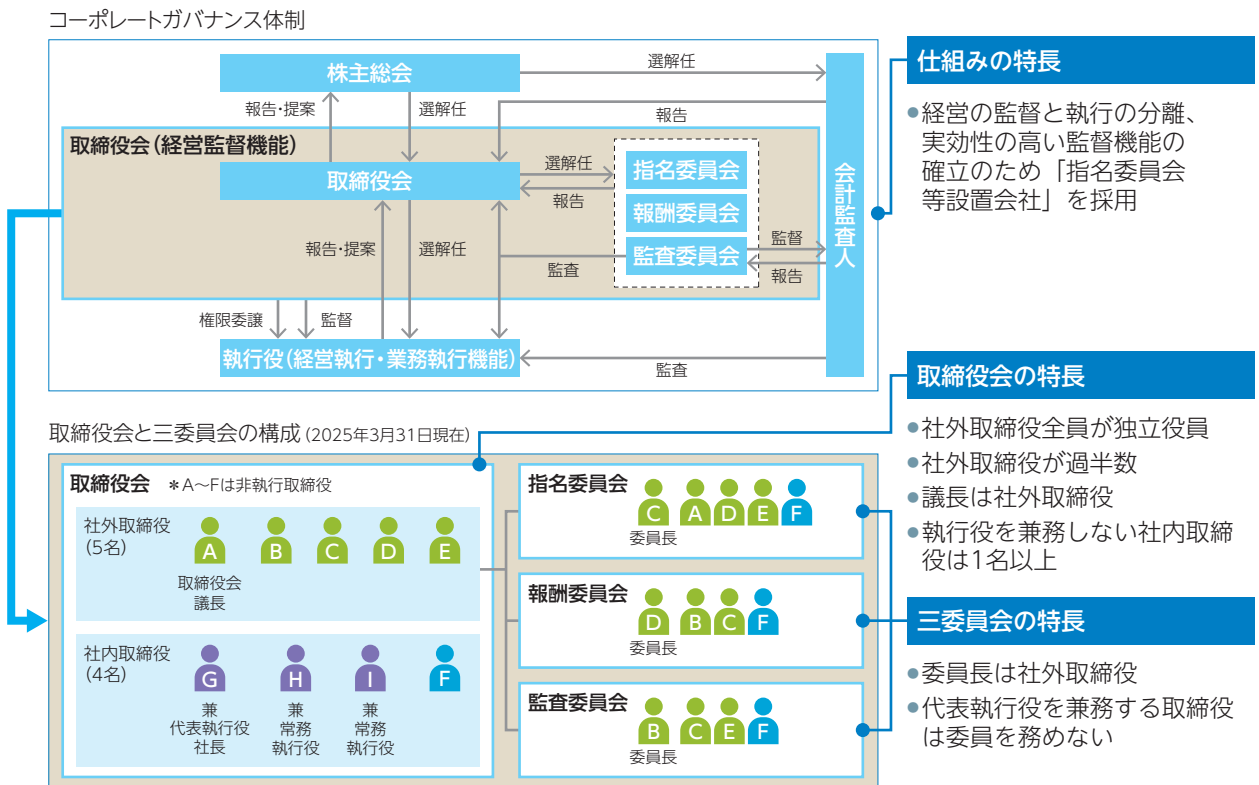 コーポレートガバナンス体制
株主総会
選解任
報告・提案
選解任
報告
取締役会(経営監督機能)
取締役会
選解任
報告
指名委員会
報酬委員会
監査委員会
監督
報告
監査
報告・提案
選解任
会計監査人
権限委譲
監督
執行役(経営執行・業務執行機能)
監査
仕組みの特長
●経営の監督と執行の分離、
実効性の高い監督機能の
確立のため「指名委員会
等設置会社」を採用
取締役会の特長
●社外取締役全員が独立役員
●社外取締役が過半数
●議長は社外取締役
●執行役を兼務しない社内取締
役は1名以上
三委員会の特長
●委員長は社外取締役
●代表執行役を兼務する取締役
は委員を務めない
取締役会と三委員会の構成(2025年3月31日現在)
取締役会 *A〜Fは非執行取締役
社外取締役
(5名)
A B C D E
取締役会
議長
社内取締役
(4名)
G H I F
兼
代表執行役
社長
兼
常務
執行役
兼
常務
執行役
指名委員会
C A D E F
委員長
報酬委員会
D B C F
委員長
監査委員会
B C E F
委員長